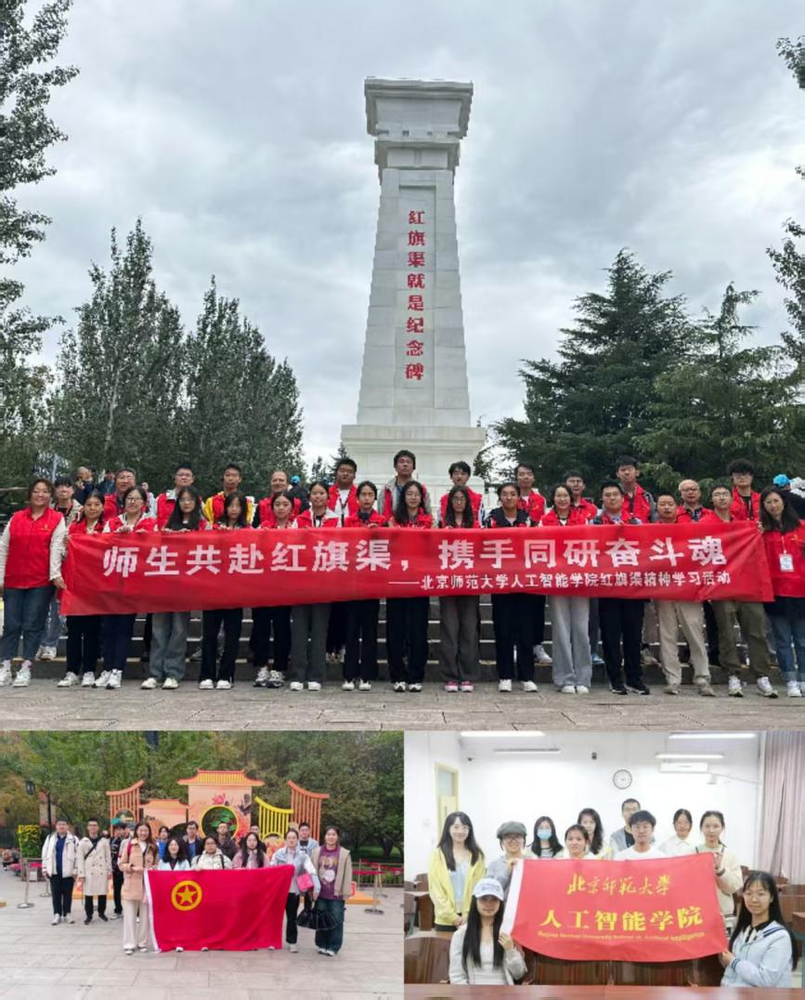 红旗渠就是纪念碑
师生共赴红旗渠，携手同研奋斗魂
——北京师范大学人工智能学院红旗渠精神学习活动
北京师范大学
人工智能学院
Beijing Normal University School of Artificial Intelligence